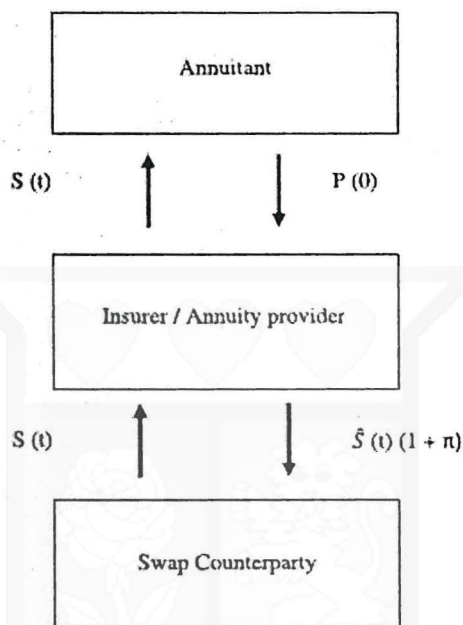 Annuitant
S (t)
P (0)
Insurer / Annuity provider
S (t)
Ŝ (t) (1 + π)
Swap Counterparty